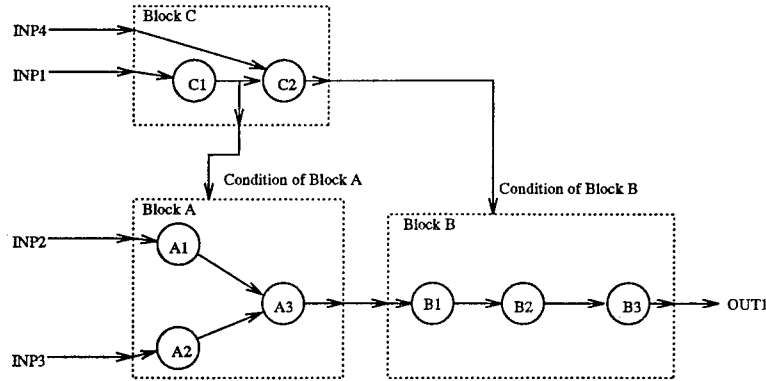 Block C
INP4
INP1
C1
C2
Condition of Block A
Condition of Block B
Block A
Block B
INP2
A1
A3
B1
B2
B3
OUT1
A2
INP3